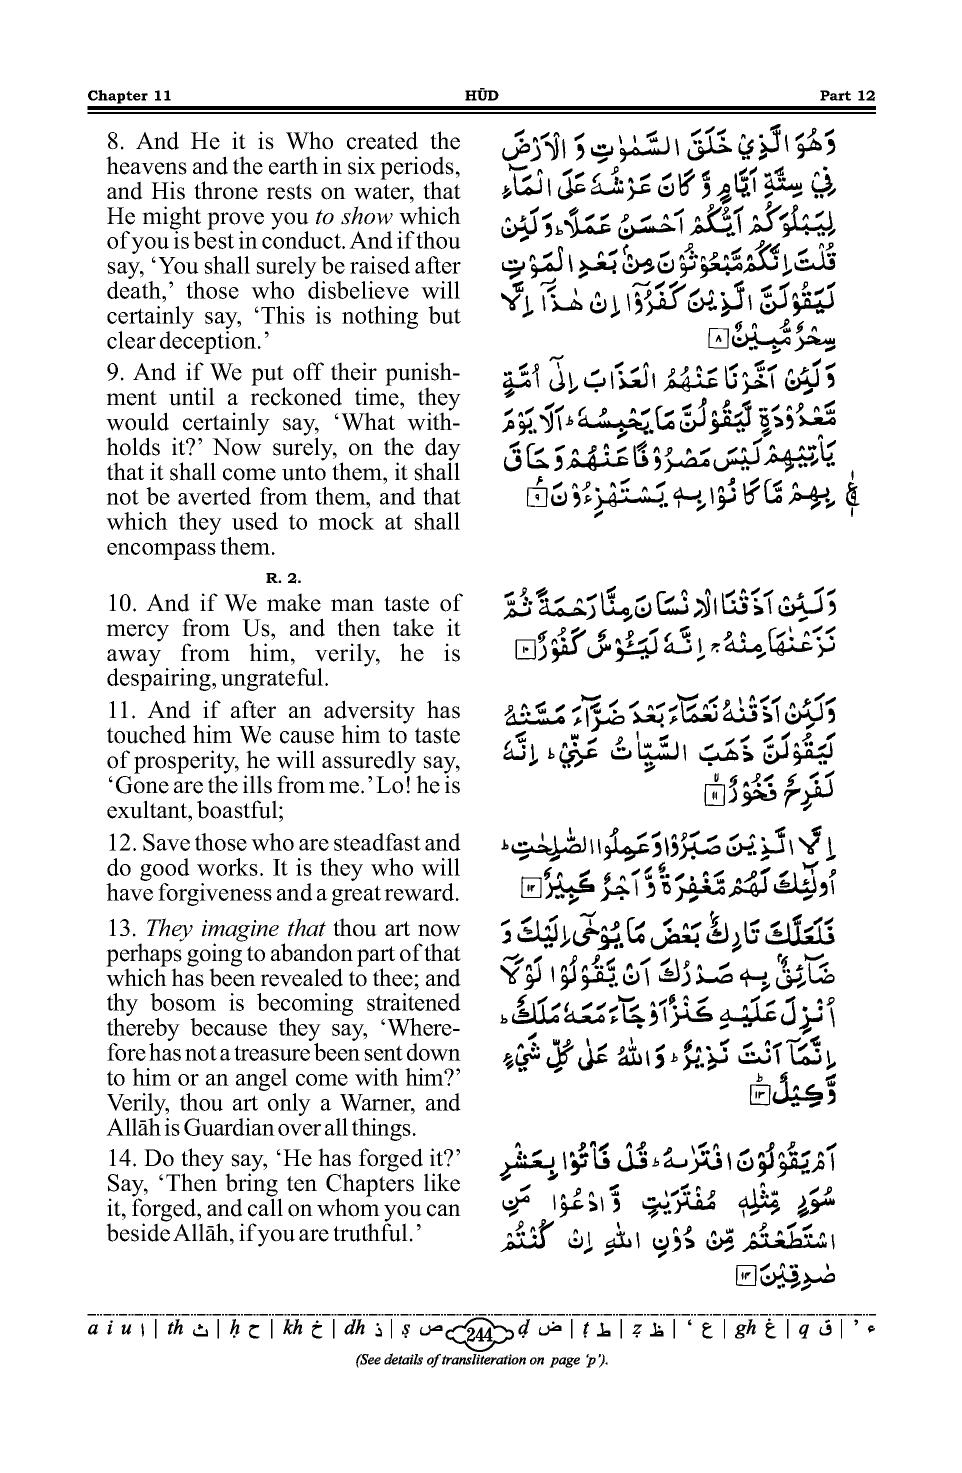 Chapter 11 HŪD Part 12
8. And He it is Who created the
heavens and the earth in six periods,
and His throne rests on water, that
He might prove you to show which
of you is best in conduct. And if thou
say, ‘You shall surely be raised after
death,’ those who disbelieve will
certainly say, ‘This is nothing but
clear deception.’
9. And if We put off their punish-
ment until a reckoned time, they
would certainly say, ‘What with-
holds it?’ Now surely, on the day
that it shall come unto them, it shall
not be averted from them, and that
which they used to mock at shall
encompass them.
R. 2.
10. And if We make man taste of
mercy from Us, and then take it
away from him, verily, he is
despairing, ungrateful.
11. And if after an adversity has
touched him We cause him to taste
of prosperity, he will assuredly say,
‘Gone are the ills from me.’ Lo! he is
exultant, boastful;
12. Save those who are steadfast and
do good works. It is they who will
have forgiveness and a great reward.
13. They imagine that thou art now
perhaps going to abandon part of that
which has been revealed to thee; and
thy bosom is becoming straitened
thereby because they say, ‘Where-
fore has not a treasure been sent down
to him or an angel come with him?’
Verily, thou art only a Warner, and
Allāh is Guardian over all things.
14. Do they say, ‘He has forged it?’
Say, ‘Then bring ten Chapters like
it, forged, and call on whom you can
beside Allāh, if you are truthful.’
وَهُوَ الَّذِيْ خَلَقَ السَّمٰوٰتِ وَ الْاَرْضَ
فِيْ سِتَّةِ اَيَّامٍ وَّ كَانَ عَرْشُهٗ عَلَى الْمَآءِ
لِيَبْلُوَكُمْ اَيُّكُمْ اَحْسَنُ عَمَلًا ؕ وَلَئِنْ
قُلْتَ اِنَّكُمْ مَّبْعُوْثُوْنَ مِنْۢ بَعْدِ الْمَوْتِ
لَيَقُوْلَنَّ الَّذِيْنَ كَفَرُوْۤا اِنْ هٰذَاۤ اِلَّا
سِحْرٌ مُّبِيْنٌ ۸
وَلَئِنْ اَخَّرْنَا عَنْهُمُ الْعَذَابَ اِلٰۤى اُمَّةٍ
مَّعْدُوْدَةٍ لَّيَقُوْلُنَّ مَا يَحْبِسُهٗ ؕ اَلَا يَوْمَ
يَاْتِيْهِمْ لَيْسَ مَصْرُوْفًا عَنْهُمْ وَحَاقَ
بِهِمْ مَّا كَانُوْا بِهٖ يَسْتَهْزِءُوْنَ ۹ ع
وَلَئِنْ اَذَقْنَا الْاِنْسَانَ مِنَّا رَحْمَةً ثُمَّ
نَزَعْنٰهَا مِنْهُ ۚ اِنَّهٗ لَيَـُٔوْسٌ كَفُوْرٌ ۱۰
وَلَئِنْ اَذَقْنٰهُ نَعْمَآءَ بَعْدَ ضَرَّآءَ مَسَّتْهُ
لَيَقُوْلَنَّ ذَهَبَ السَّيِّاٰتُ عَنِّيْ ؕ اِنَّهٗ
لَفَرِحٌ فَخُوْرٌ ۱۱
اِلَّا الَّذِيْنَ صَبَرُوْا وَعَمِلُوا الصّٰلِحٰتِ ؕ
اُولٰٓئِكَ لَهُمْ مَّغْفِرَةٌ وَّ اَجْرٌ كَبِيْرٌ ۱۲
فَلَعَلَّكَ تَارِكٌۢ بَعْضَ مَا يُوْحٰۤى اِلَيْكَ وَ
ضَآئِقٌۢ بِهٖ صَدْرُكَ اَنْ يَّقُوْلُوْا لَوْ لَاۤ
اُنْزِلَ عَلَيْهِ كَنْزٌ اَوْ جَآءَ مَعَهٗ مَلَكٌ ؕ
اِنَّمَاۤ اَنْتَ نَذِيْرٌ ؕ وَاللّٰهُ عَلٰى كُلِّ شَيْءٍ
وَّكِيْلٌ ؕ ۱۳
اَمْ يَقُوْلُوْنَ افْتَرٰىهُ ؕ قُلْ فَاْتُوْا بِعَشْرِ
سُوَرٍ مِّثْلِهٖ مُفْتَرَيٰتٍ وَّ ادْعُوْا مَنِ
اسْتَطَعْتُمْ مِّنْ دُوْنِ اللّٰهِ اِنْ كُنْتُمْ
صٰدِقِيْنَ ۱۴
a i u ا | th ث | ḥ ح | kh خ | dh ذ | ṣ ص 244 ḍ ض | ṭ ط | ẓ ظ | ‘ ع | gh غ | q ق | ’ ء
(See details of transliteration on page ‘p’).